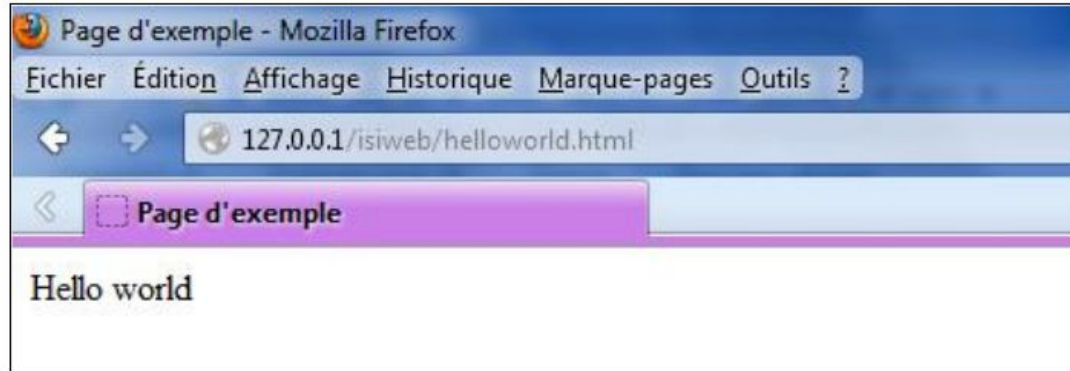 Page d'exemple - Mozilla Firefox
Fichier Édition Affichage Historique Marque-pages Outils ?
127.0.0.1/isiweb/helloworld.html
Page d'exemple
Hello world